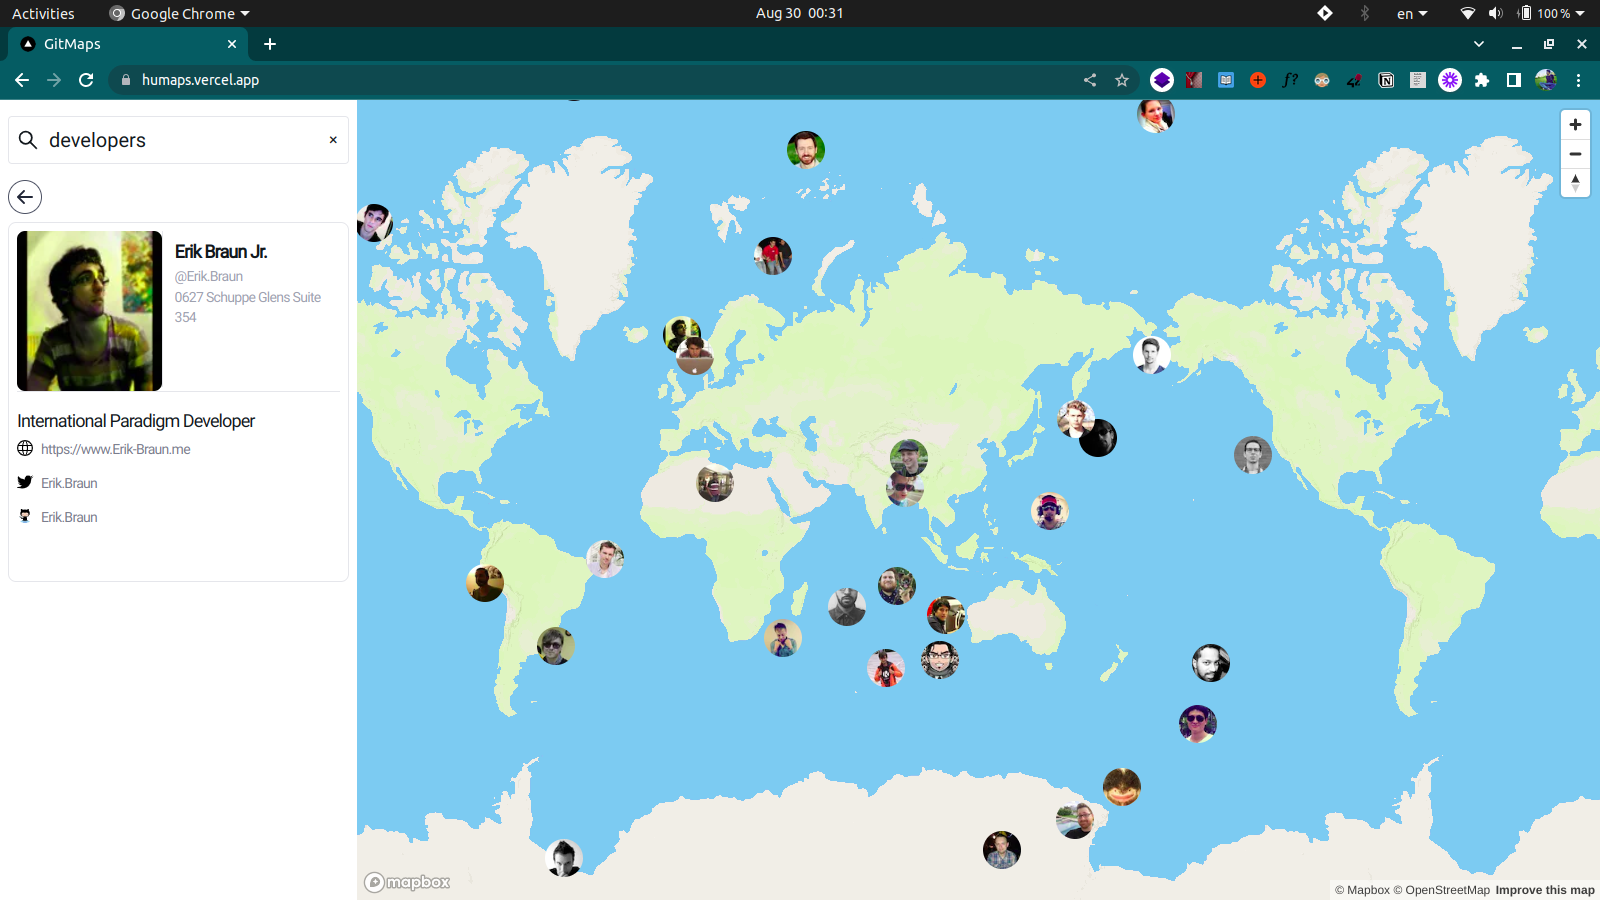 Activities
Google Chrome
Aug 30 00:31
en
100 %
GitMaps
humaps.vercel.app
developers
Erik Braun Jr.
@Erik.Braun
0627 Schuppe Glens Suite
354
International Paradigm Developer
https://www.Erik-Braun.me
Erik.Braun
Erik.Braun
mapbox
© Mapbox © OpenStreetMap Improve this map